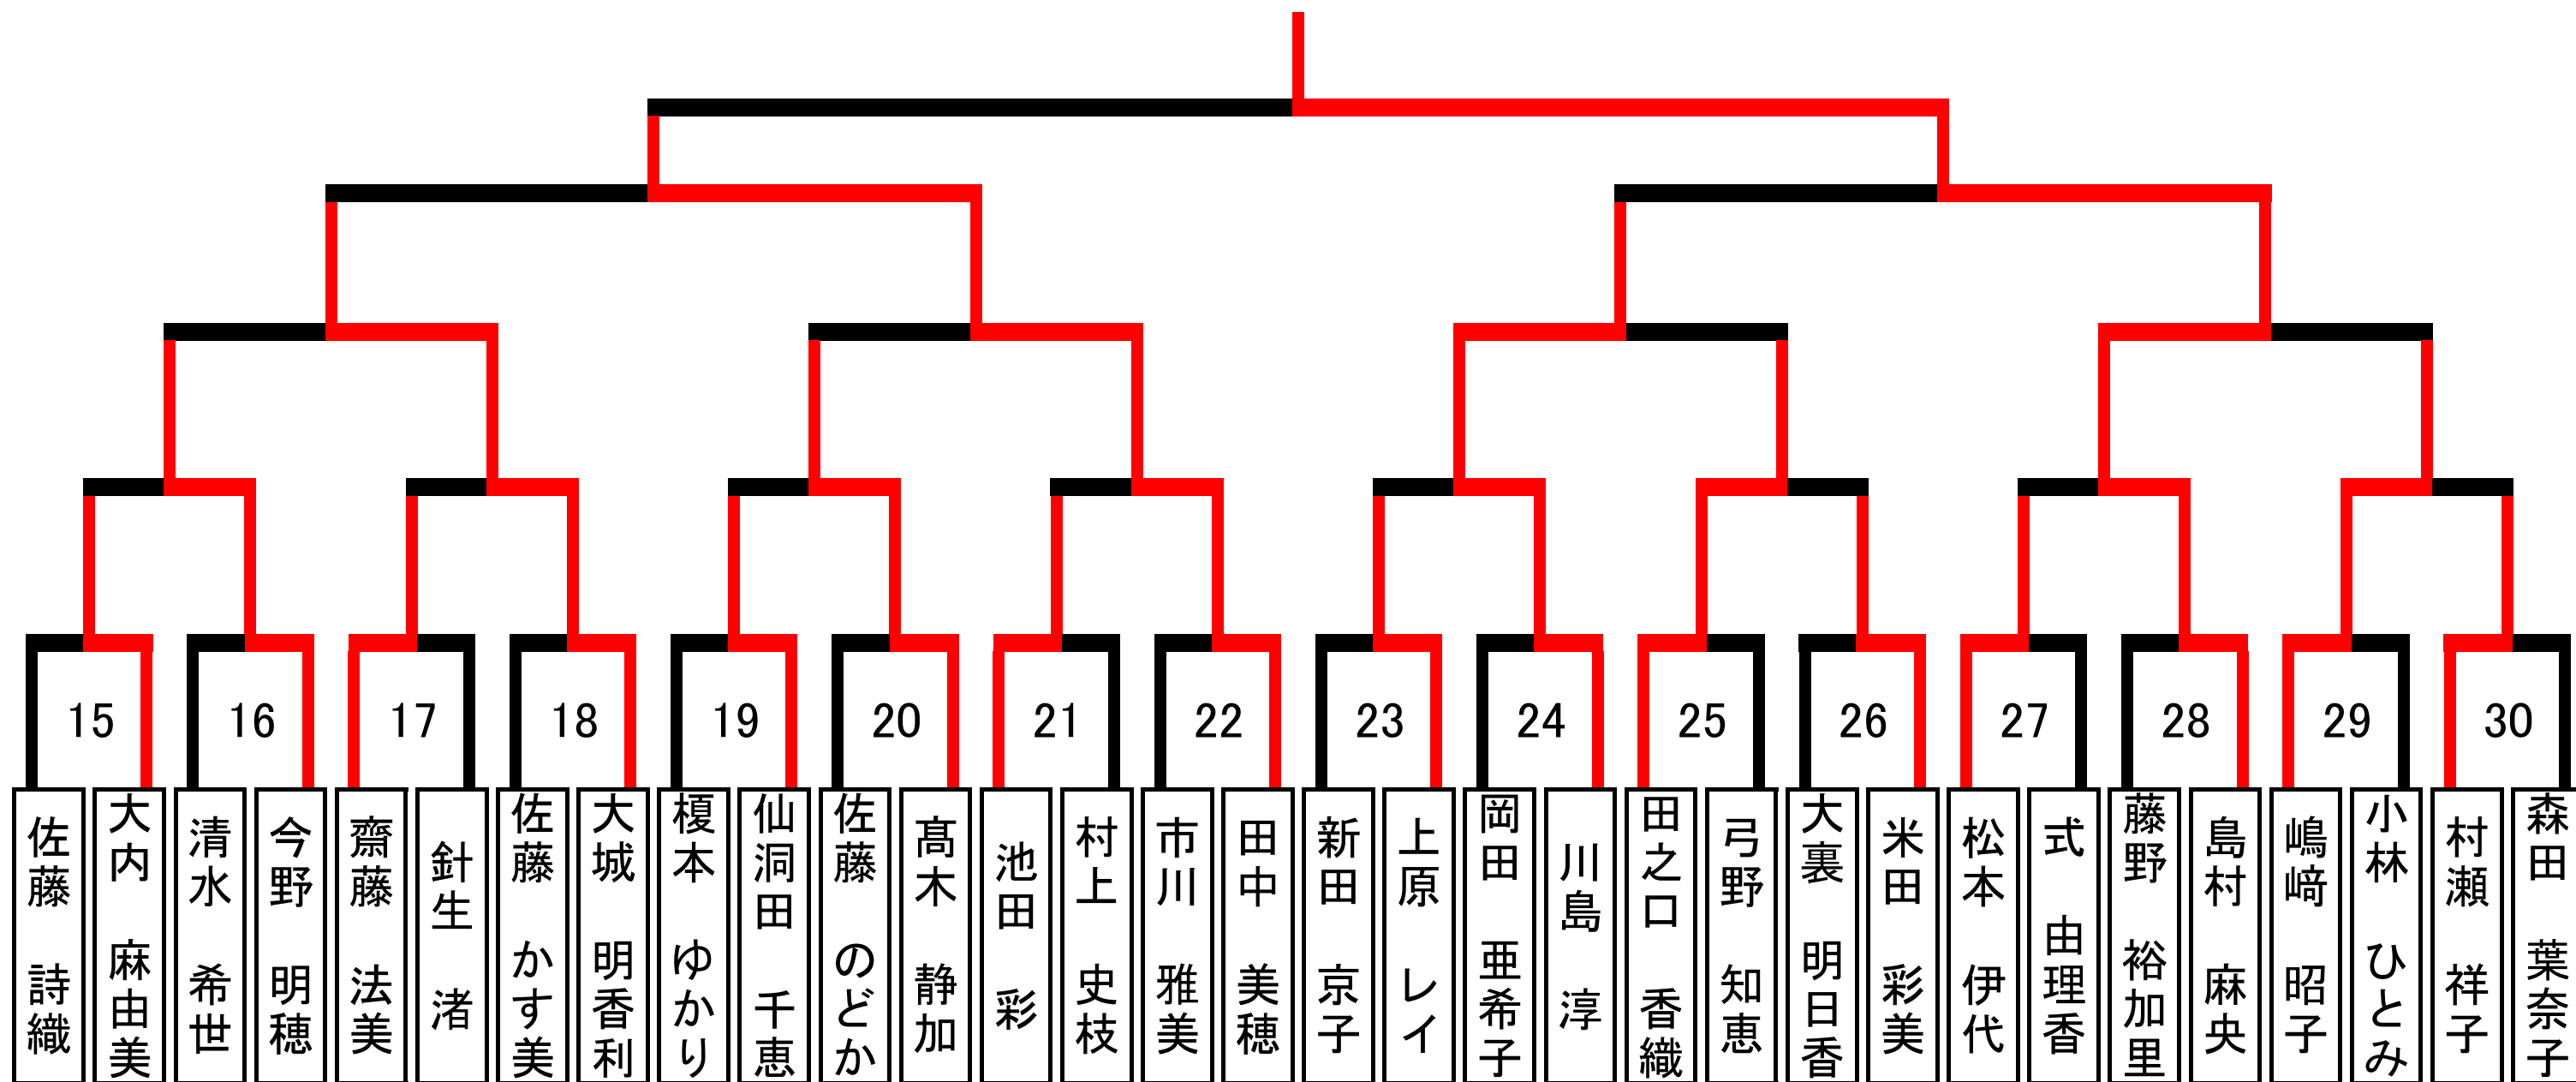 15
16
17
18
19
20
21
22
23
24
25
26
27
28
29
30
佐藤 詩織
大内 麻由美
清水 希世
今野 明穂
齋藤 法美
針生 渚
佐藤 かす美
大城 明香利
榎本 ゆかり
仙洞田 千恵
佐藤 のどか
髙木 静加
池田 彩
村上 史枝
市川 雅美
田中 美穂
新田 京子
上原 レイ
岡田 亜希子
川島 淳
田之口 香織
弓野 知恵
大裏 明日香
米田 彩美
松本 伊代
式 由理香
藤野 裕加里
島村 麻央
嶋﨑 昭子
小林 ひとみ
村瀬 祥子
森田 葉奈子